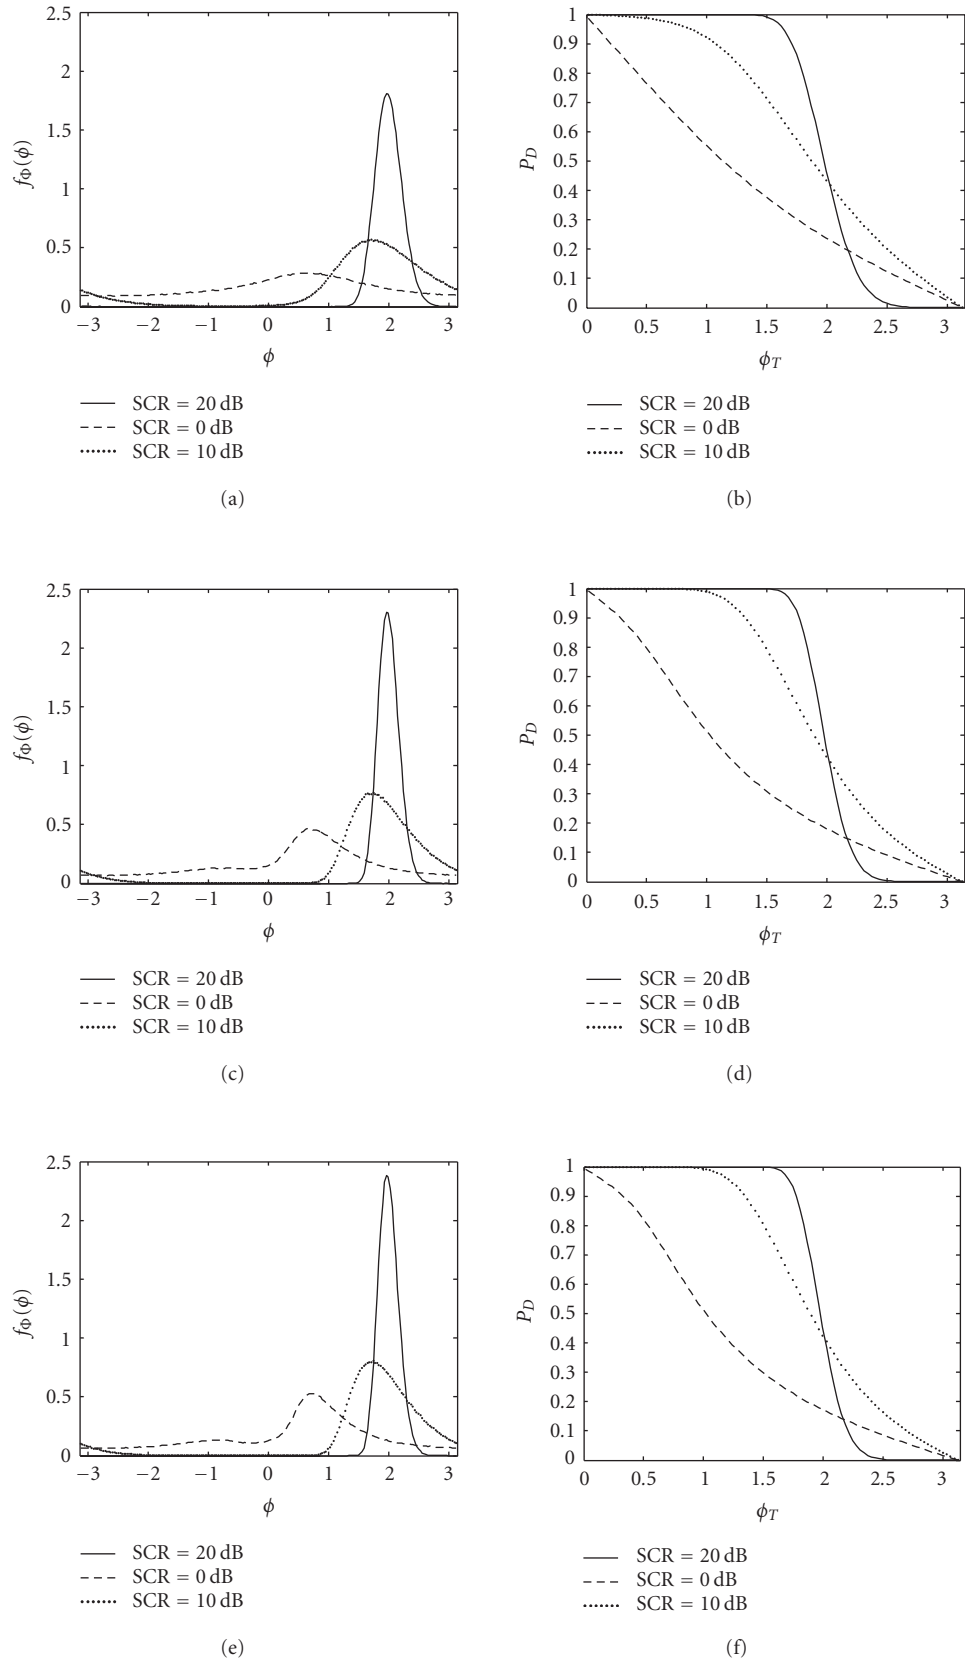 2.5
2
1.5
1
0.5
0
fΦ(ϕ)
−3 −2 −1 0 1 2 3
ϕ
SCR = 20 dB
SCR = 0 dB
SCR = 10 dB
(a)
1
0.9
0.8
0.7
0.6
0.5
0.4
0.3
0.2
0.1
0
PD
0 0.5 1 1.5 2 2.5 3
ϕT
SCR = 20 dB
SCR = 0 dB
SCR = 10 dB
(b)
2.5
2
1.5
1
0.5
0
fΦ(ϕ)
−3 −2 −1 0 1 2 3
ϕ
SCR = 20 dB
SCR = 0 dB
SCR = 10 dB
(c)
1
0.9
0.8
0.7
0.6
0.5
0.4
0.3
0.2
0.1
0
PD
0 0.5 1 1.5 2 2.5 3
ϕT
SCR = 20 dB
SCR = 0 dB
SCR = 10 dB
(d)
2.5
2
1.5
1
0.5
0
fΦ(ϕ)
−3 −2 −1 0 1 2 3
ϕ
SCR = 20 dB
SCR = 0 dB
SCR = 10 dB
(e)
1
0.9
0.8
0.7
0.6
0.5
0.4
0.3
0.2
0.1
0
PD
0 0.5 1 1.5 2 2.5 3
ϕT
SCR = 20 dB
SCR = 0 dB
SCR = 10 dB
(f)